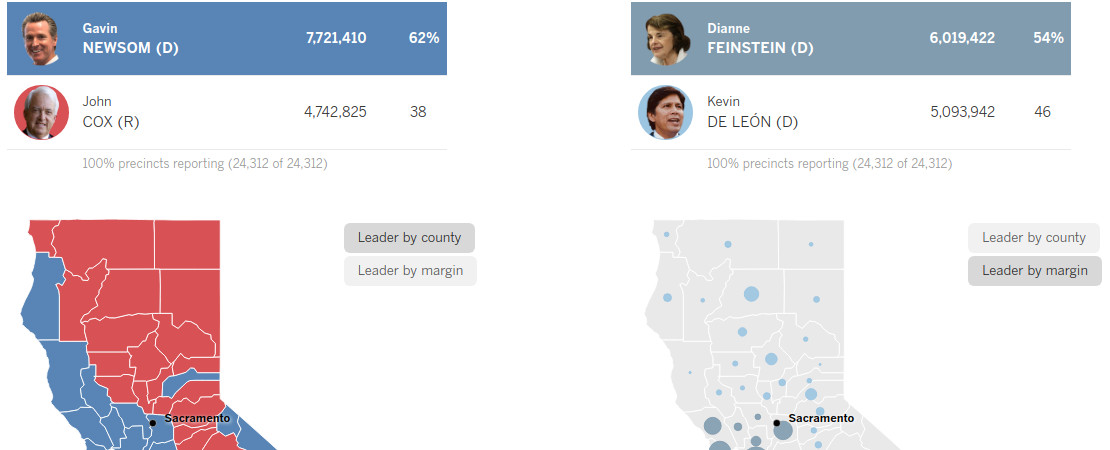 Gavin
NEWSOM (D) 7,721,410 62%
John
COX (R) 4,742,825 38
100% precincts reporting (24,312 of 24,312)
Leader by county
Leader by margin
Sacramento
Dianne
FEINSTEIN (D) 6,019,422 54%
Kevin
DE LEÓN (D) 5,093,942 46
100% precincts reporting (24,312 of 24,312)
Leader by county
Leader by margin
Sacramento